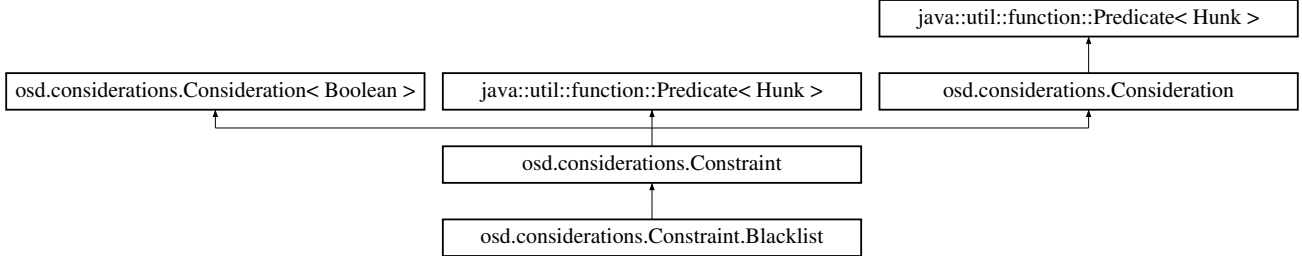 java::util::function::Predicate< Hunk >
osd.considerations.Consideration< Boolean >
java::util::function::Predicate< Hunk >
osd.considerations.Consideration
osd.considerations.Constraint
osd.considerations.Constraint.Blacklist